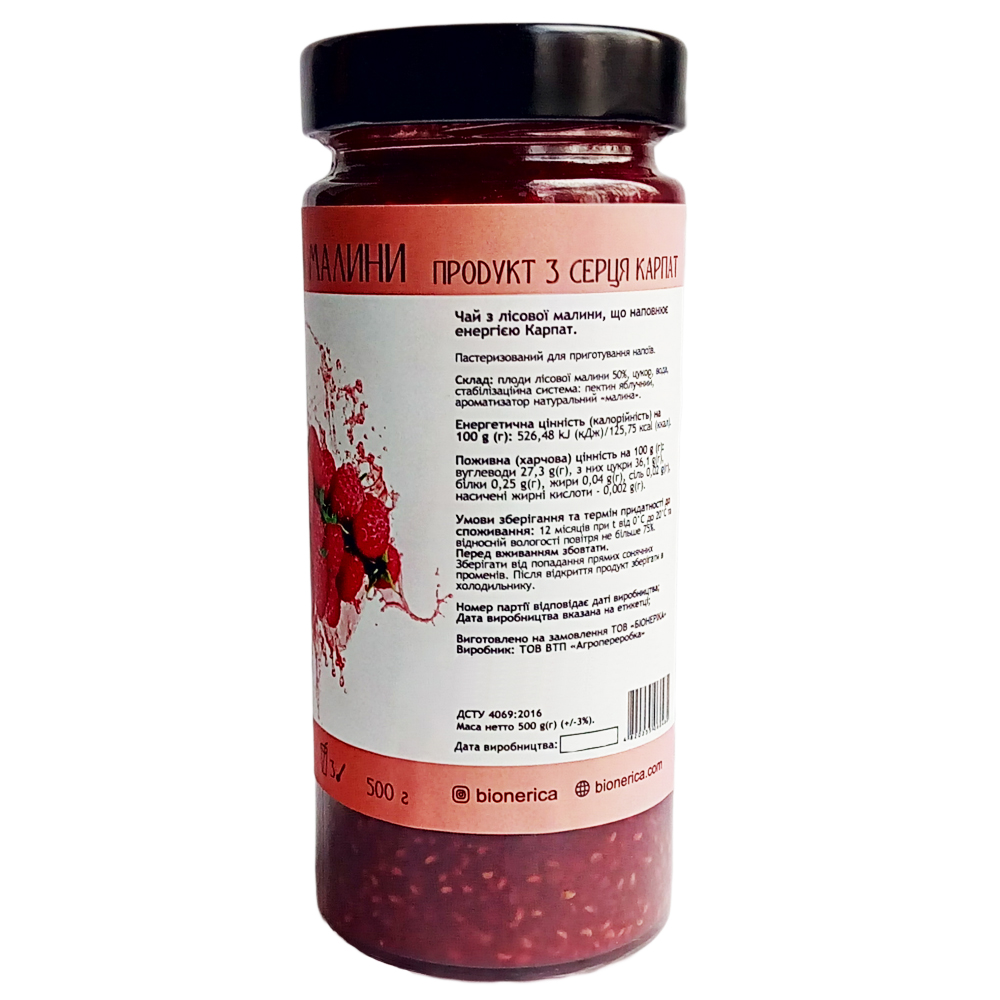 МАЛИНИ ПРОДУКТ З СЕРЦЯ КАРПАТ
Чай з лісової малини, що наповнює
енергією Карпат.
Пастеризований для приготування напоїв.
Склад: плоди лісової малини 50%, цукор, вода,
стабілізаційна система: пектин яблучний,
ароматизатор натуральний «малина».
Енергетична цінність (калорійність) на
100 g (г): 526,48 kJ (кДж)/125,75 kcal (ккал).
Поживна (харчова) цінність на 100 g (г):
вуглеводи 27,3 g(г), з них цукри 36,1 g(г),
білки 0,25 g(г), жири 0,04 g(г), сіль 0,02 g(г),
насичені жирні кислоти - 0,002 g(г).
Умови зберігання та термін придатності до
споживання: 12 місяців при t від 0°С до 20°С та
відносній вологості повітря не більше 75%.
Перед вживанням збовтати.
Зберігати від попадання прямих сонячних
променів. Після відкриття продукт зберігати в
холодильнику.
Номер партії відповідає даті виробництва;
Дата виробництва вказана на етикетці;
Виготовлено на замовлення ТОВ «БІОНЕРІКА»
Виробник: ТОВ ВТП «Агропереробка»
ДСТУ 4069:2016
Маса нетто 500 g(г) (+/-3%).
Дата виробництва:
3 500 г bionerica bionerica.com